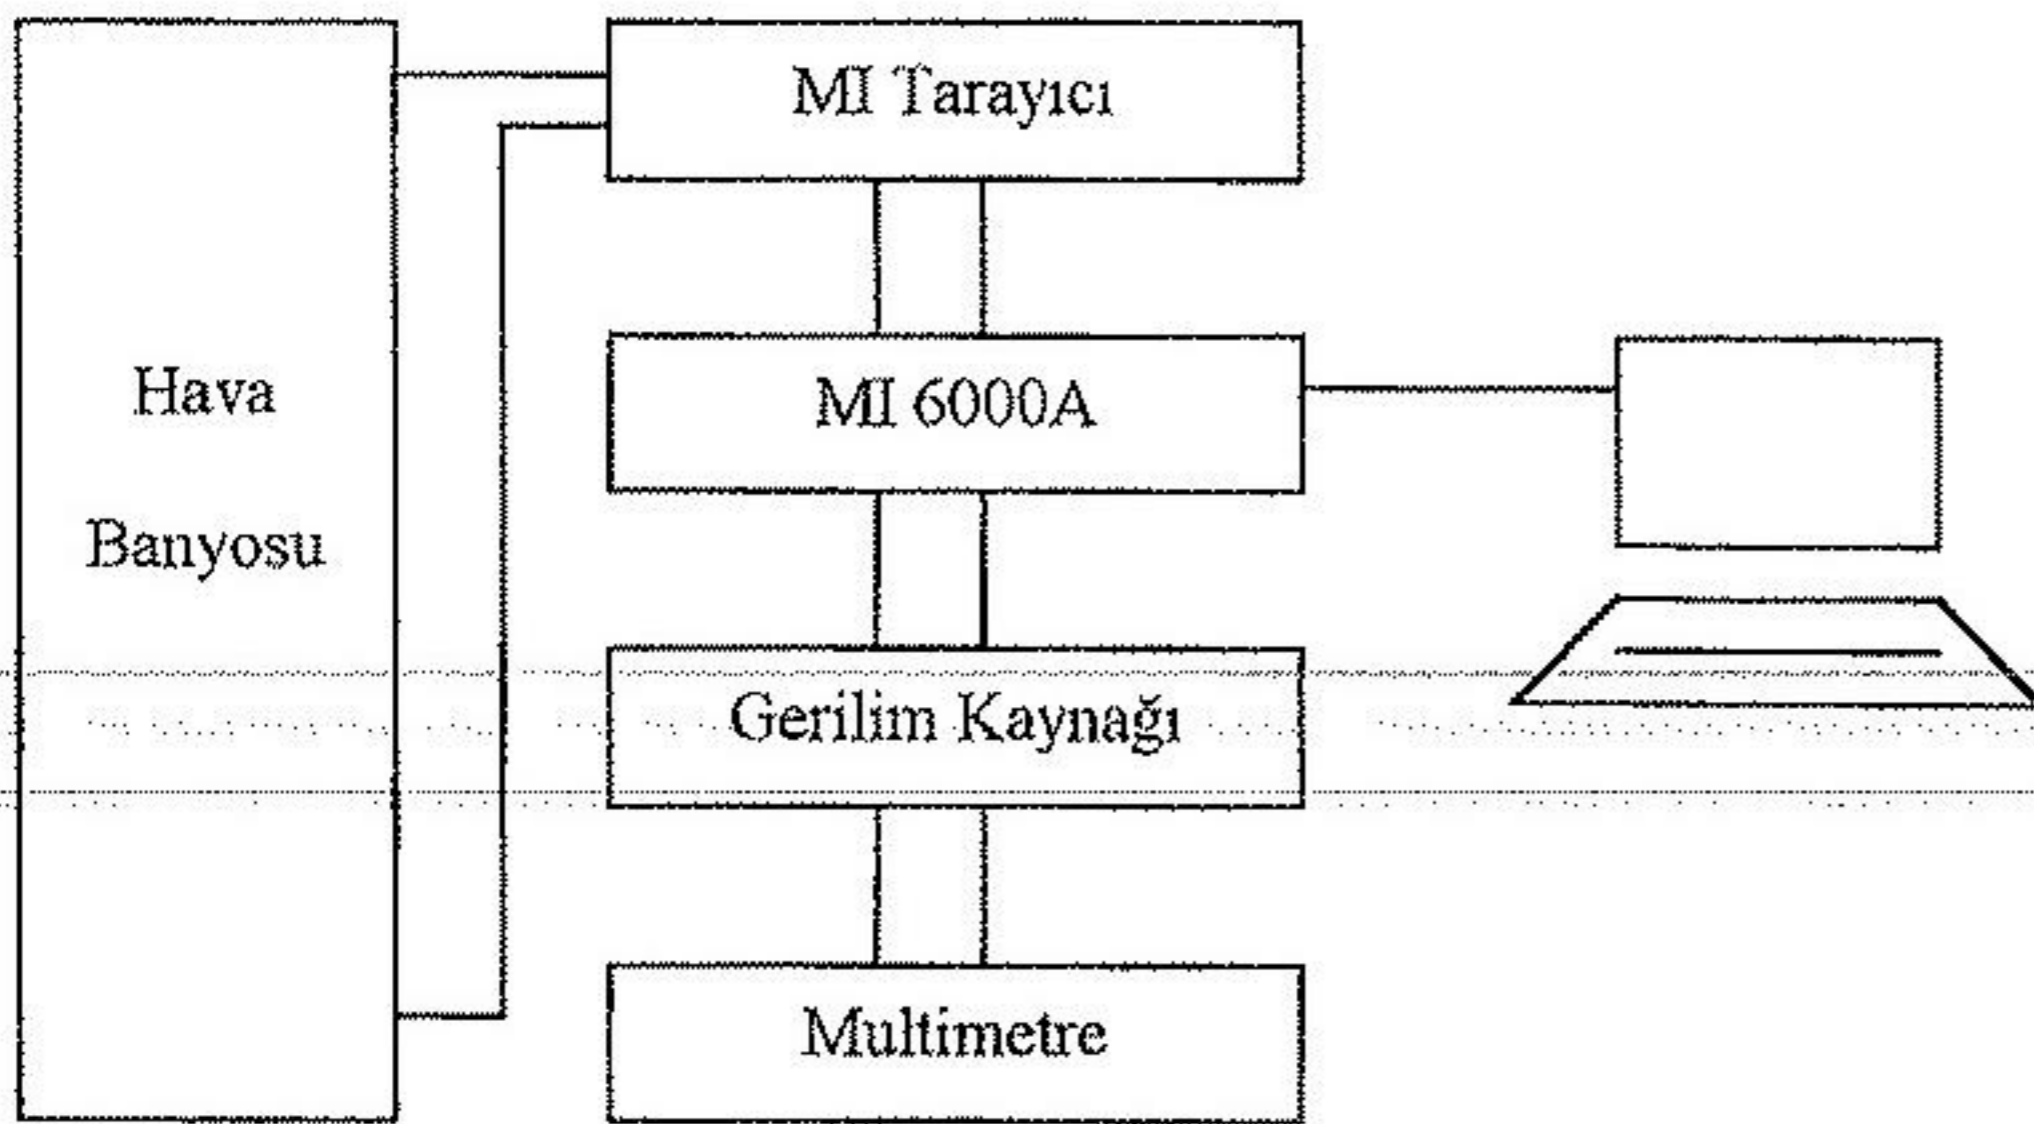 MI Tarayıcı
Hava
Banyosu
MI 6000A
Gerilim Kaynağı
Multimetre